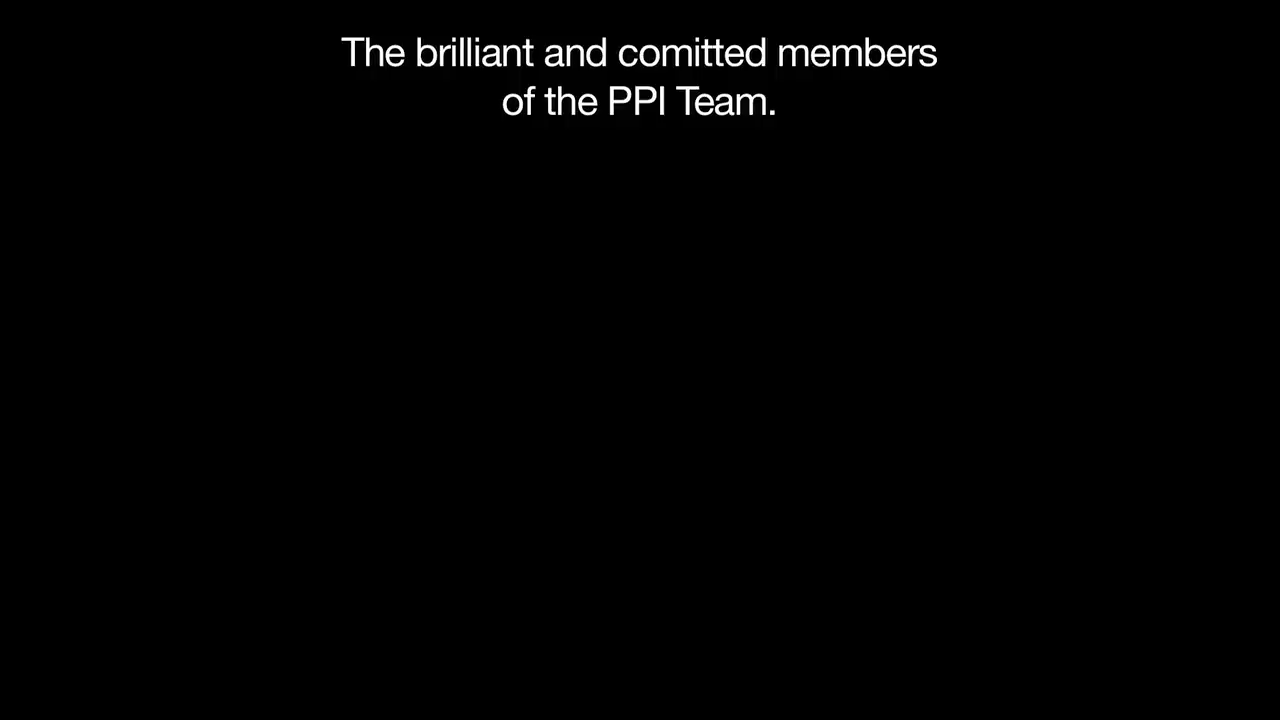 The brilliant and comitted members
of the PPI Team.